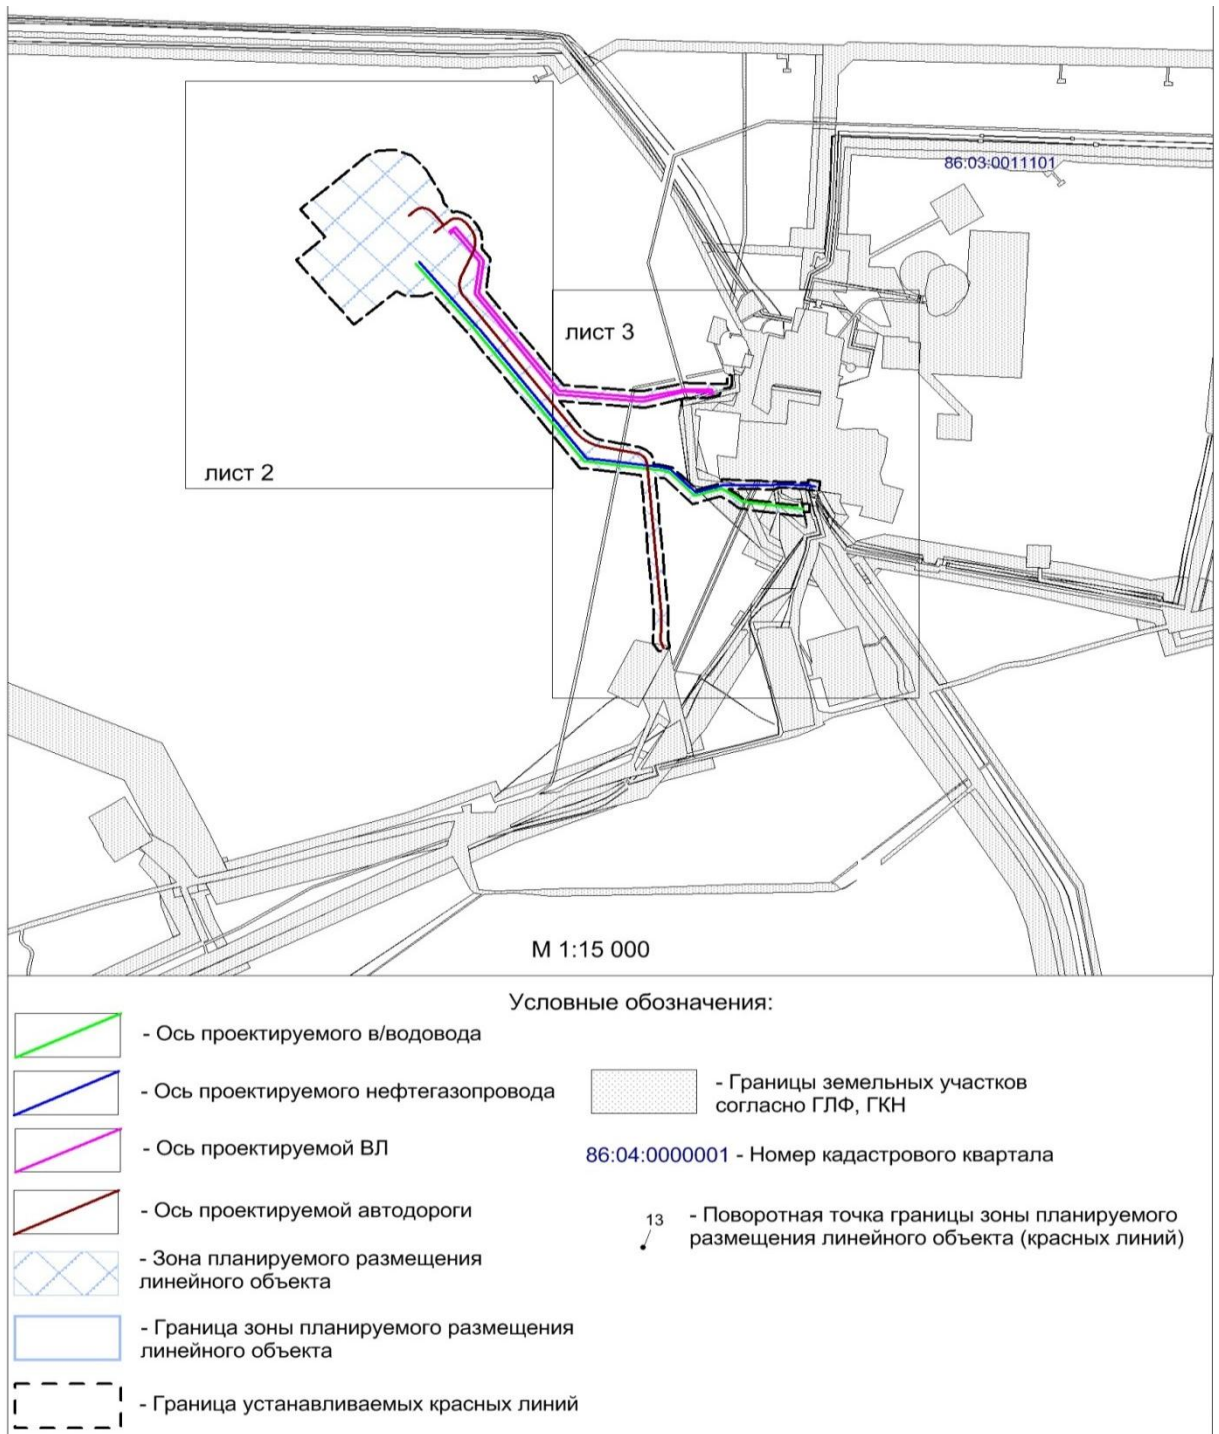 86:03:0011101
лист 3
лист 2
М 1:15 000
Условные обозначения:
- Ось проектируемого в/водовода
- Ось проектируемого нефтегазопровода
- Ось проектируемой ВЛ
- Ось проектируемой автодороги
- Зона планируемого размещения
линейного объекта
- Граница зоны планируемого размещения
линейного объекта
- Граница устанавливаемых красных линий
- Границы земельных участков
согласно ГЛФ, ГКН
86:04:0000001 - Номер кадастрового квартала
13
- Поворотная точка границы зоны планируемого
размещения линейного объекта (красных линий)